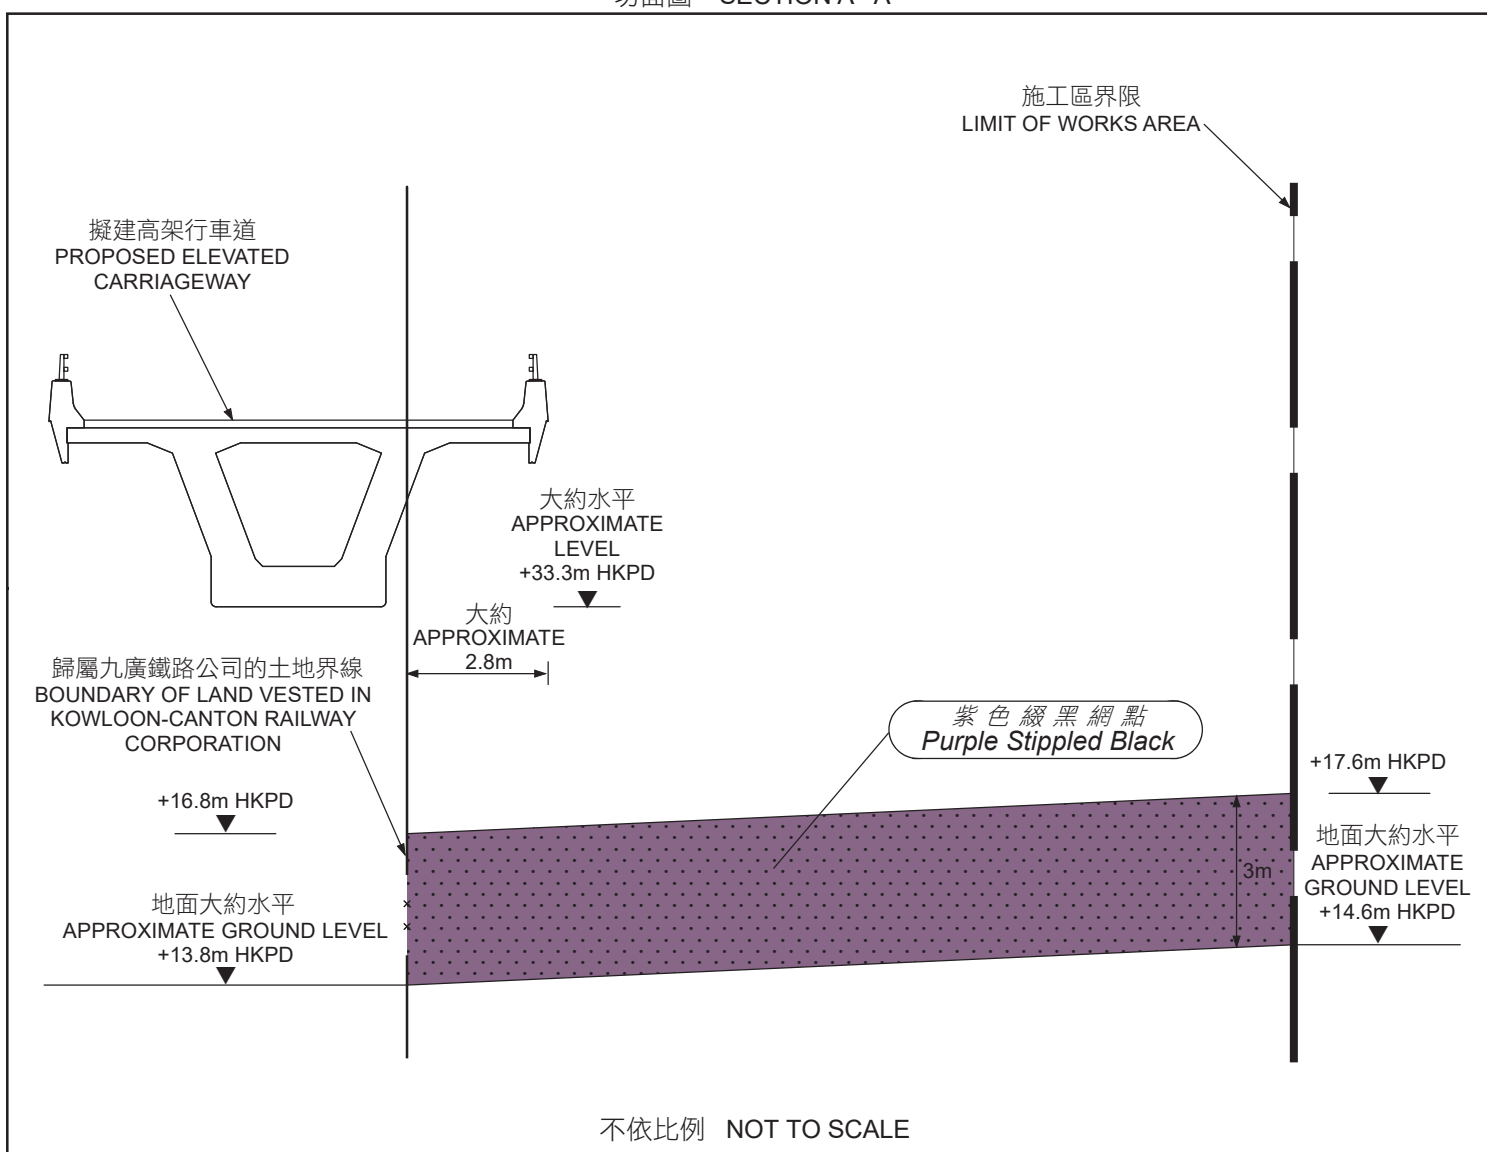 切面圖 SECTION A - A
施工區界限
LIMIT OF WORKS AREA
擬建高架行車道
PROPOSED ELEVATED
CARRIAGEWAY
大約水平
APPROXIMATE
LEVEL
+33.3m HKPD
大約
APPROXIMATE
2.8m
歸屬九廣鐵路公司的土地界線
BOUNDARY OF LAND VESTED IN
KOWLOON-CANTON RAILWAY
CORPORATION
紫色綴黑網點
Purple Stippled Black
+16.8m HKPD
+17.6m HKPD
3m
地面大約水平
APPROXIMATE
GROUND LEVEL
+14.6m HKPD
地面大約水平
APPROXIMATE GROUND LEVEL
+13.8m HKPD
不依比例 NOT TO SCALE